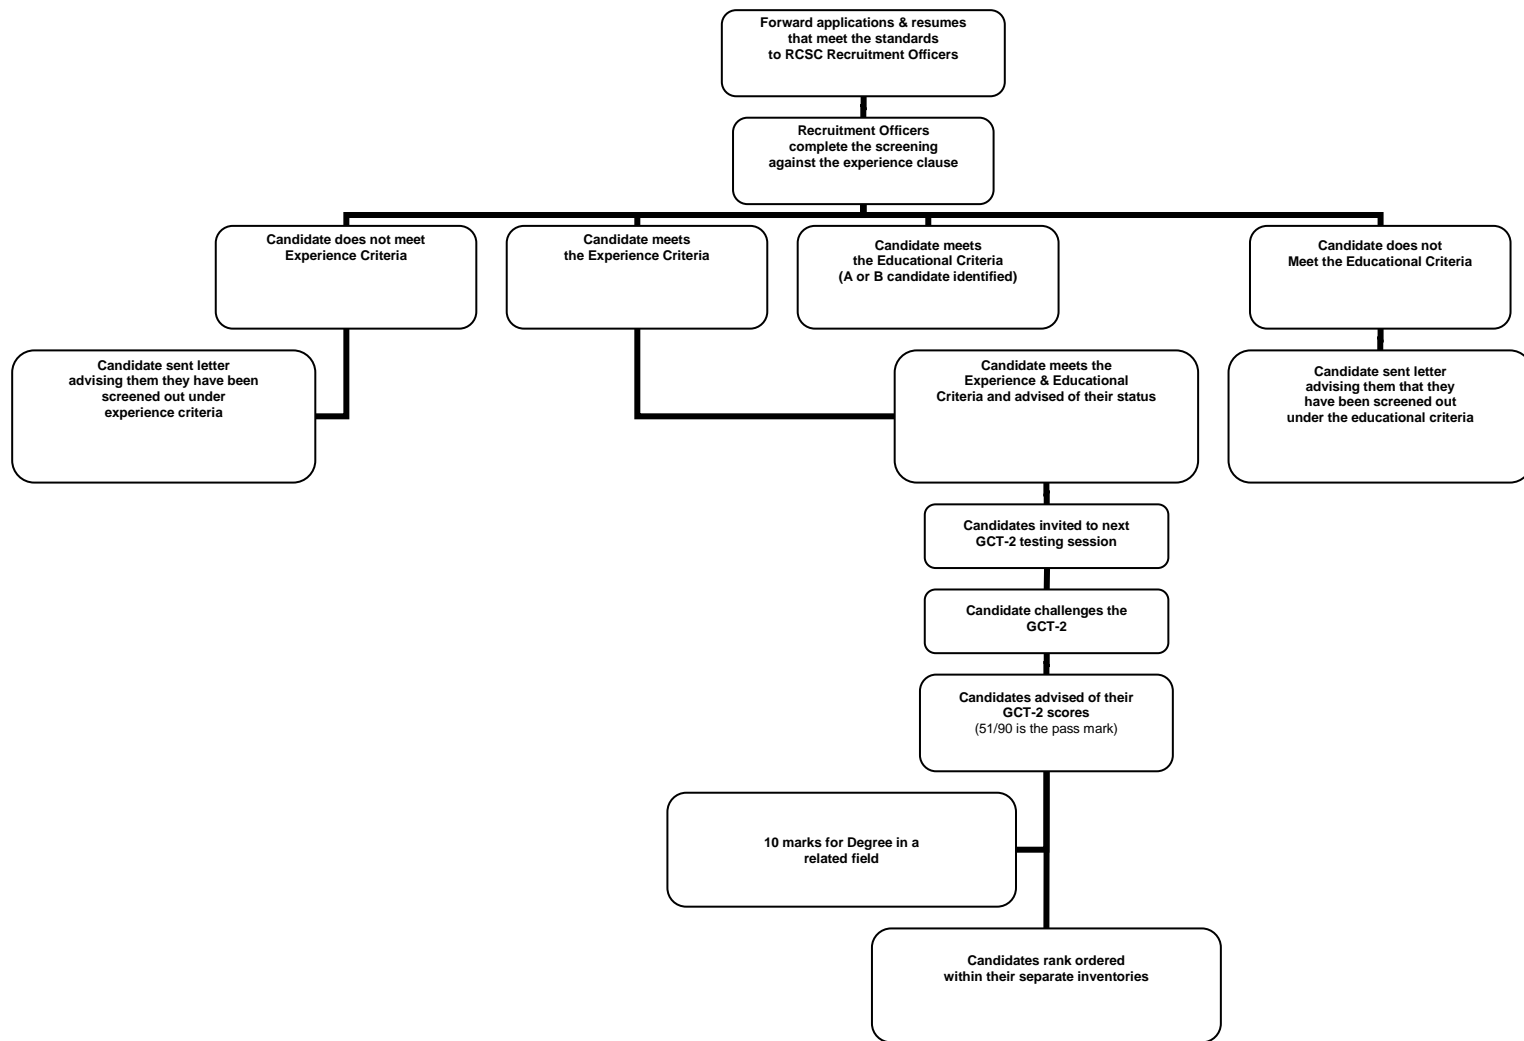 Forward applications & resumes
that meet the standards
to RCSC Recruitment Officers
Recruitment Officers
complete the screening
against the experience clause
Candidate does not meet
Experience Criteria
Candidate meets
the Experience Criteria
Candidate meets
the Educational Criteria
(A or B candidate identified)
Candidate does not
Meet the Educational Criteria
Candidate sent letter
advising them they have been
screened out under
experience criteria
Candidate meets the
Experience & Educational
Criteria and advised of their status
Candidate sent letter
advising them that they
have been screened out
under the educational criteria
Candidates invited to next
GCT-2 testing session
Candidate challenges the
GCT-2
Candidates advised of their
GCT-2 scores
(51/90 is the pass mark)
10 marks for Degree in a
related field
Candidates rank ordered
within their separate inventories